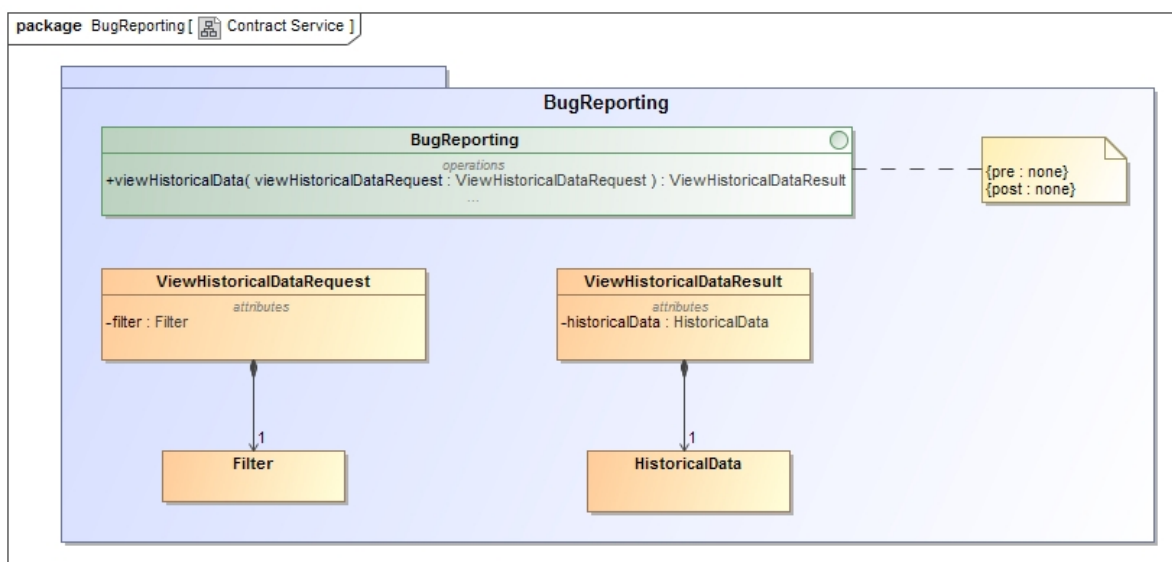 package BugReporting [ Contract Service ]
BugReporting
BugReporting
operations
+viewHistoricalData( viewHistoricalDataRequest : ViewHistoricalDataRequest ) : ViewHistoricalDataResult
...
{pre : none}
{post : none}
ViewHistoricalDataRequest
attributes
-filter : Filter
ViewHistoricalDataResult
attributes
-historicalData : HistoricalData
1
Filter
1
HistoricalData